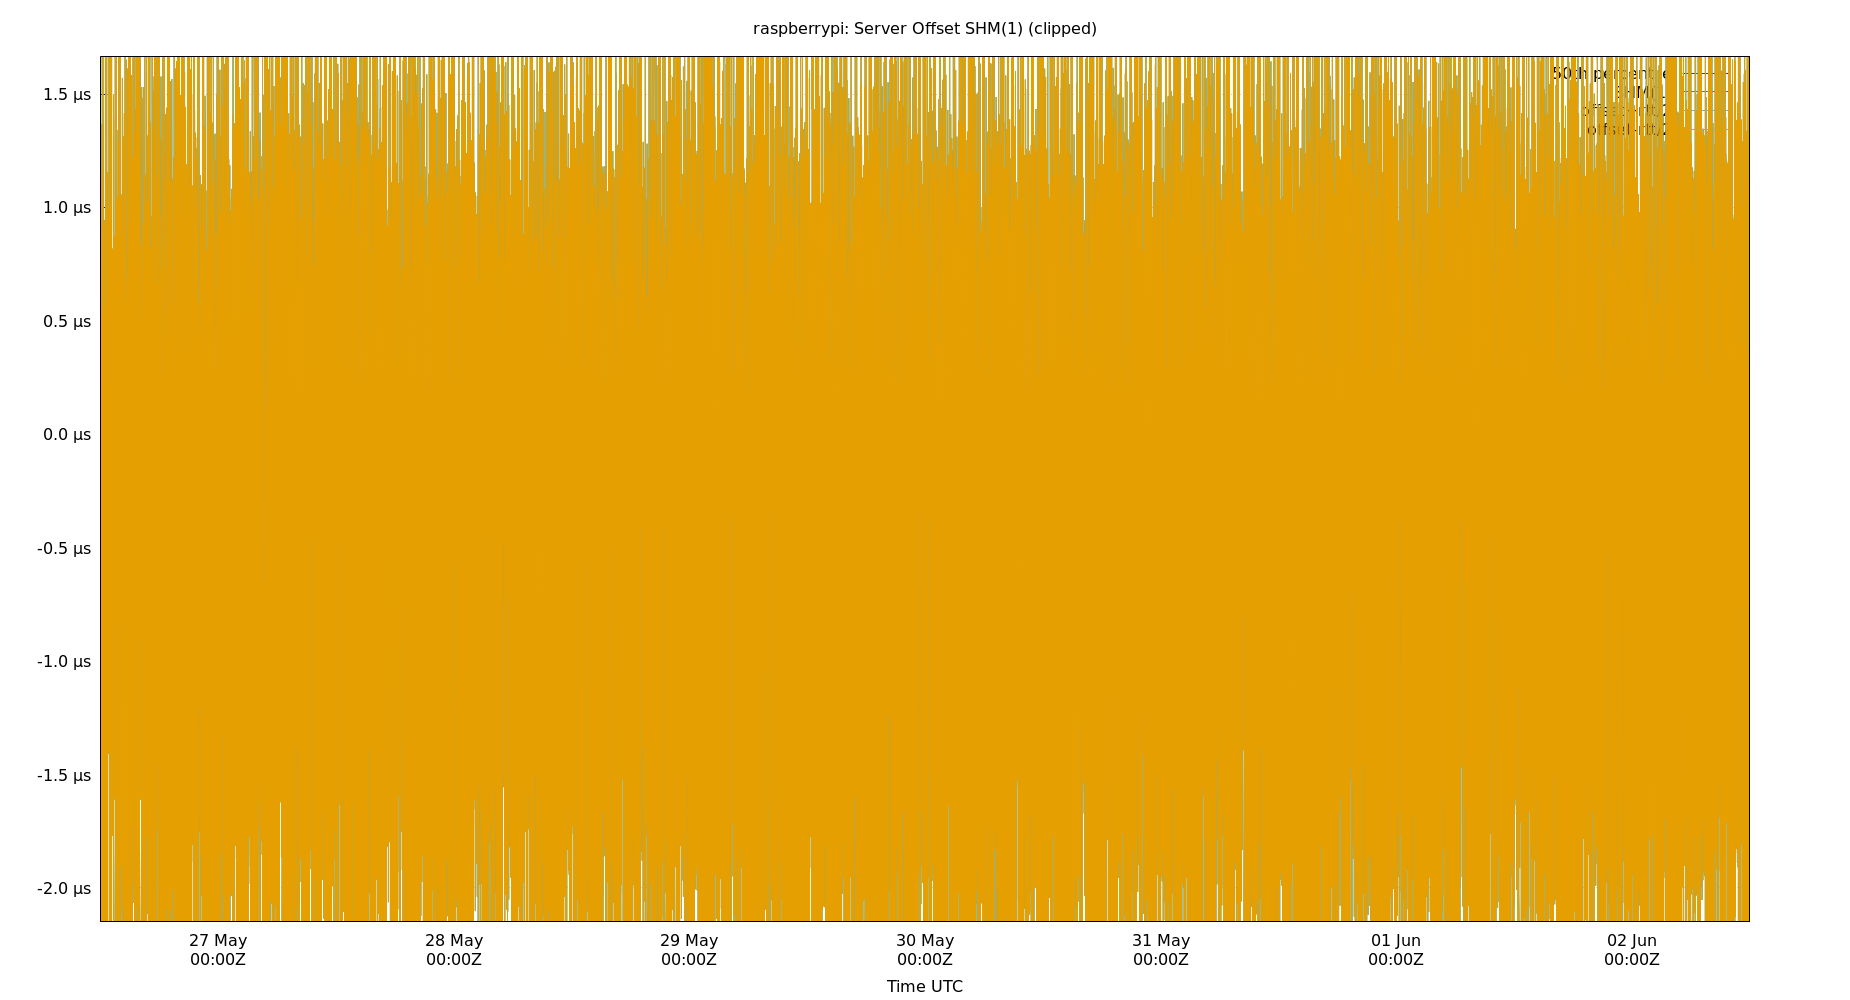 raspberrypi: Server Offset SHM(1) (clipped)
50th percentile
1.5 µs
1.0 µs
0.5 µs
0.0 µs
-0.5 µs
-1.0 µs
-1.5 µs
-2.0 µs
27 May
00:00Z
28 May
00:00Z
29 May
00:00Z
30 May
00:00Z
31 May
00:00Z
01 Jun
00:00Z
02 Jun
00:00Z
Time UTC